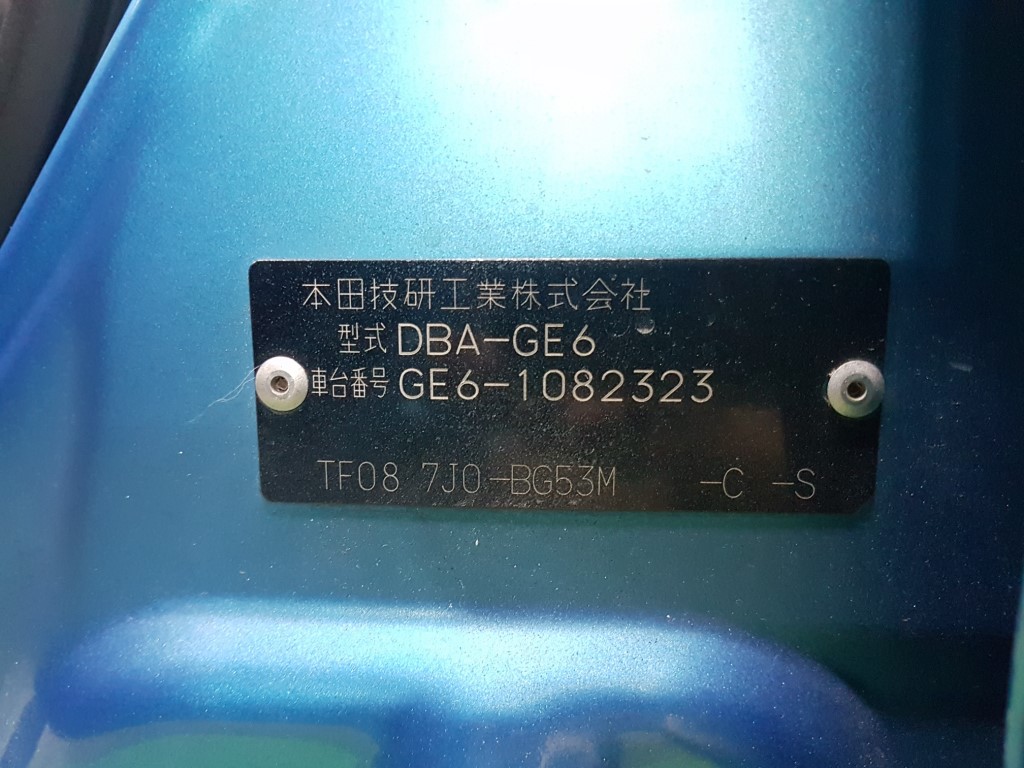 本田技研工業株式会社
型式 DBA-GE6
車台番号 GE6-1082323
TF08 7J0-BG53M -C -S